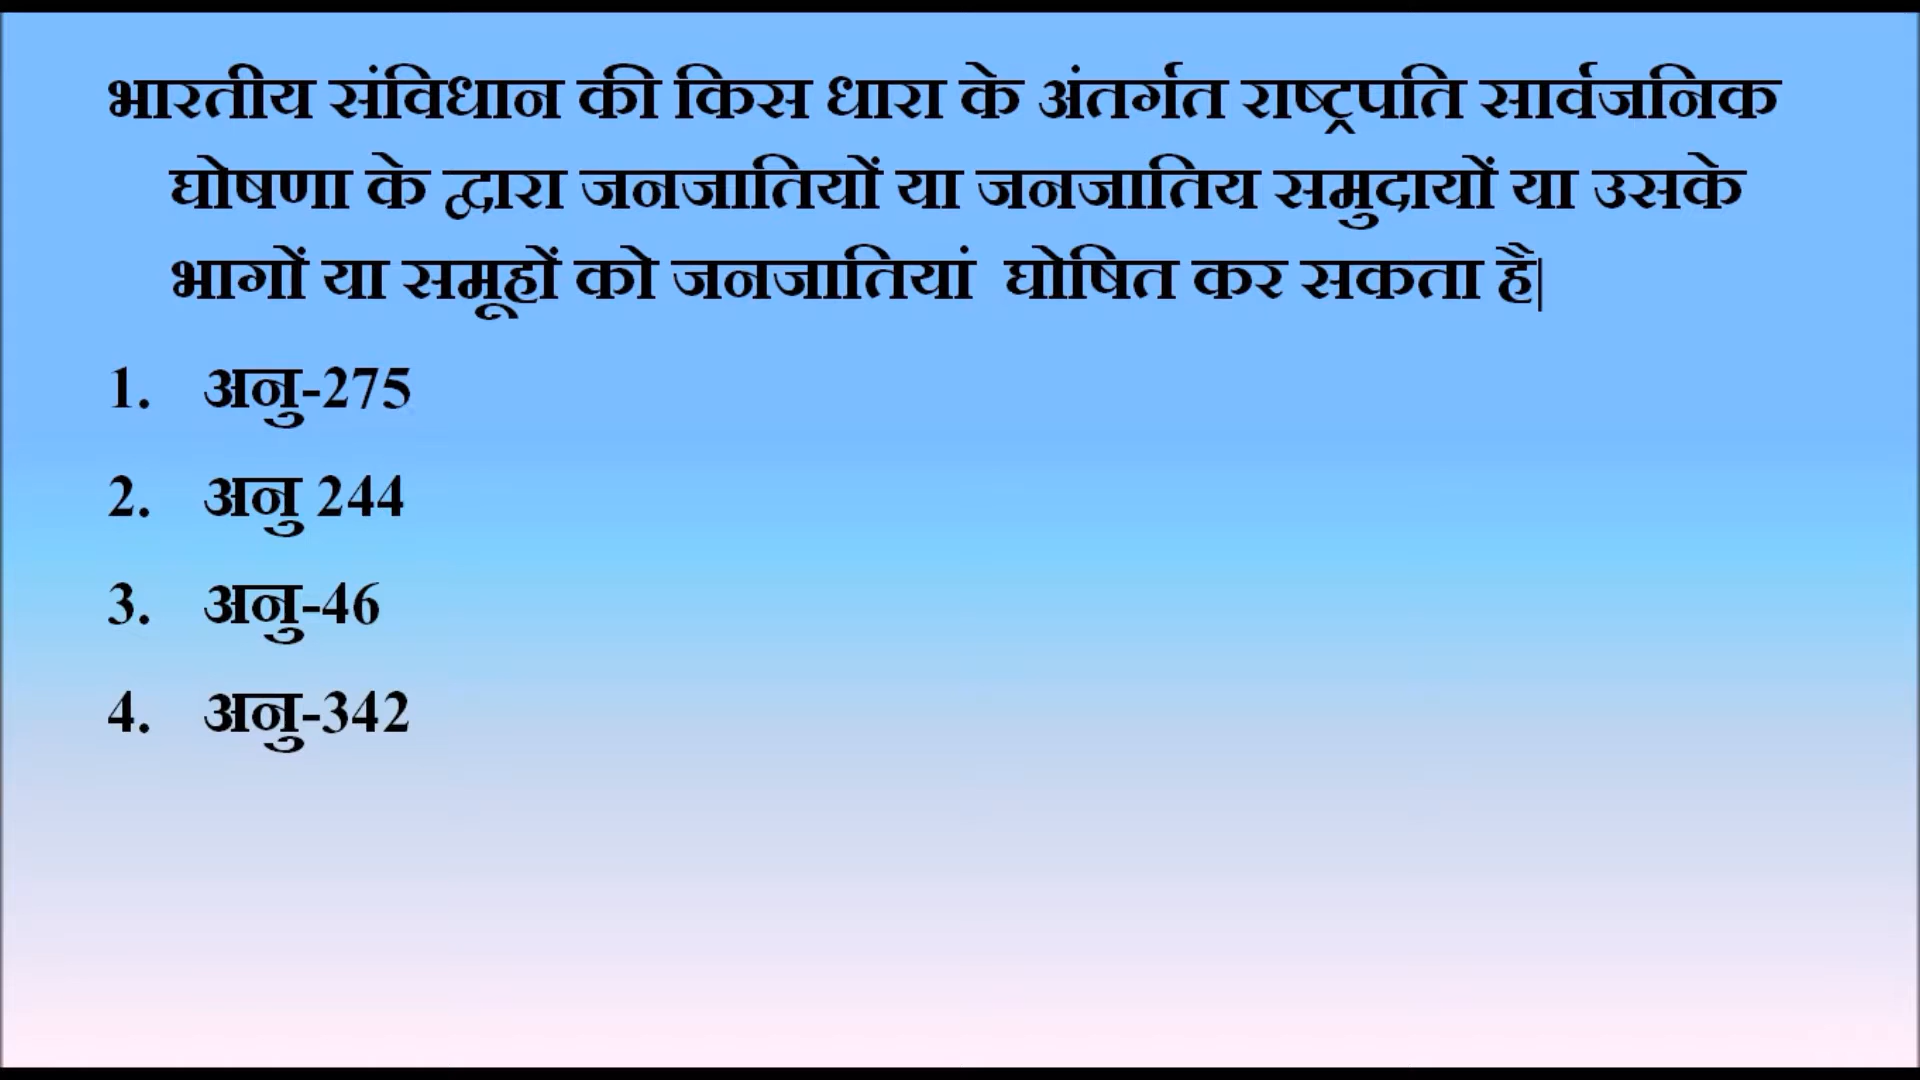 भारतीय संविधान की किस धारा के अंतर्गत राष्ट्रपति सार्वजनिक
घोषणा के द्वारा जनजातियों या जनजातिय समुदायों या उसके
भागों या समूहों को जनजातियां घोषित कर सकता है|
1. अनु-275
2. अनु 244
3. अनु-46
4. अनु-342